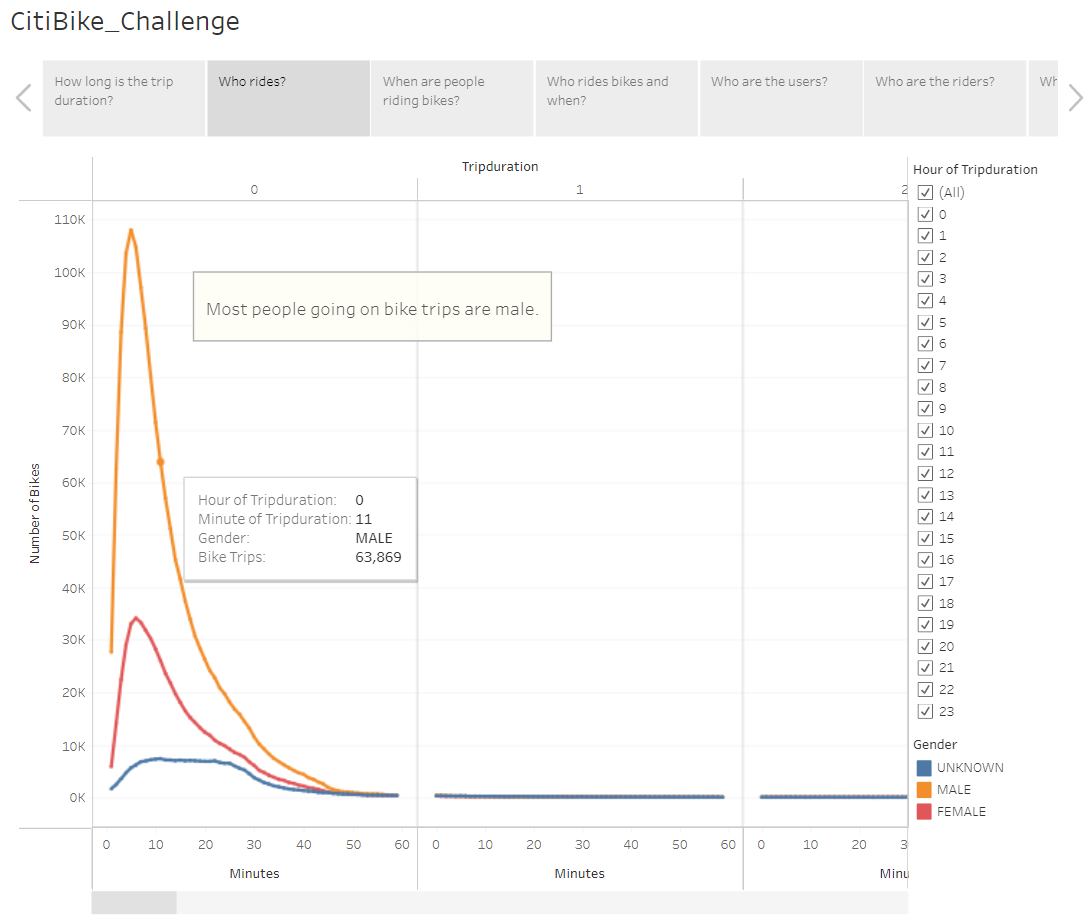 CitiBike_Challenge
How long is the trip
duration?
Who rides?
When are people
riding bikes?
Who rides bikes and
when?
Who are the users?
Who are the riders?
Wh
Tripduration
0
1
2
110K
100K
90K
80K
70K
60K
50K
40K
30K
20K
10K
0K
Number of Bikes
Most people going on bike trips are male.
Hour of Tripduration: 0
Minute of Tripduration: 11
Gender: MALE
Bike Trips: 63,869
0 10 20 30 40 50 60 0 10 20 30 40 50 60 0 10 20 3
Minutes Minutes Minu
Hour of Tripduration
(All)
0
1
2
3
4
5
6
7
8
9
10
11
12
13
14
15
16
17
18
19
20
21
22
23
Gender
UNKNOWN
MALE
FEMALE